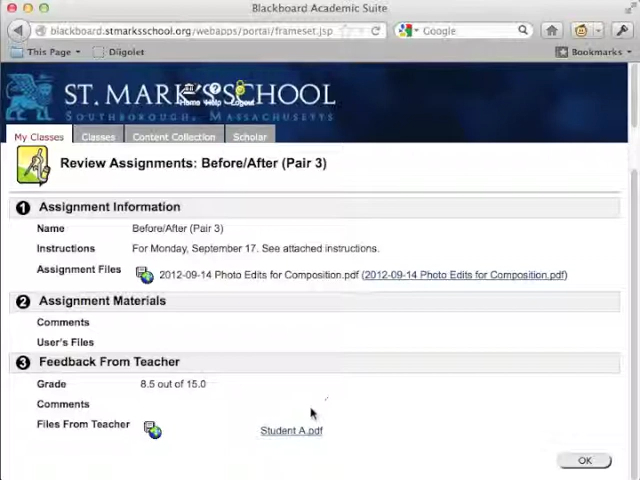 Blackboard Academic Suite
blackboard.stmarksschool.org/webapps/portal/frameset.jsp
Google
This Page
Diigolet
Bookmarks
ST. MARK'S SCHOOL
Home Help Logout
SOUTHBOROUGH, MASSACHUSETTS
My Classes Classes Content Collection Scholar
Review Assignments: Before/After (Pair 3)
1 Assignment Information
Name Before/After (Pair 3)
Instructions For Monday, September 17. See attached instructions.
Assignment Files 2012-09-14 Photo Edits for Composition.pdf (2012-09-14 Photo Edits for Composition.pdf)
2 Assignment Materials
Comments
User's Files
3 Feedback From Teacher
Grade 8.5 out of 15.0
Comments
Files From Teacher Student A.pdf
OK